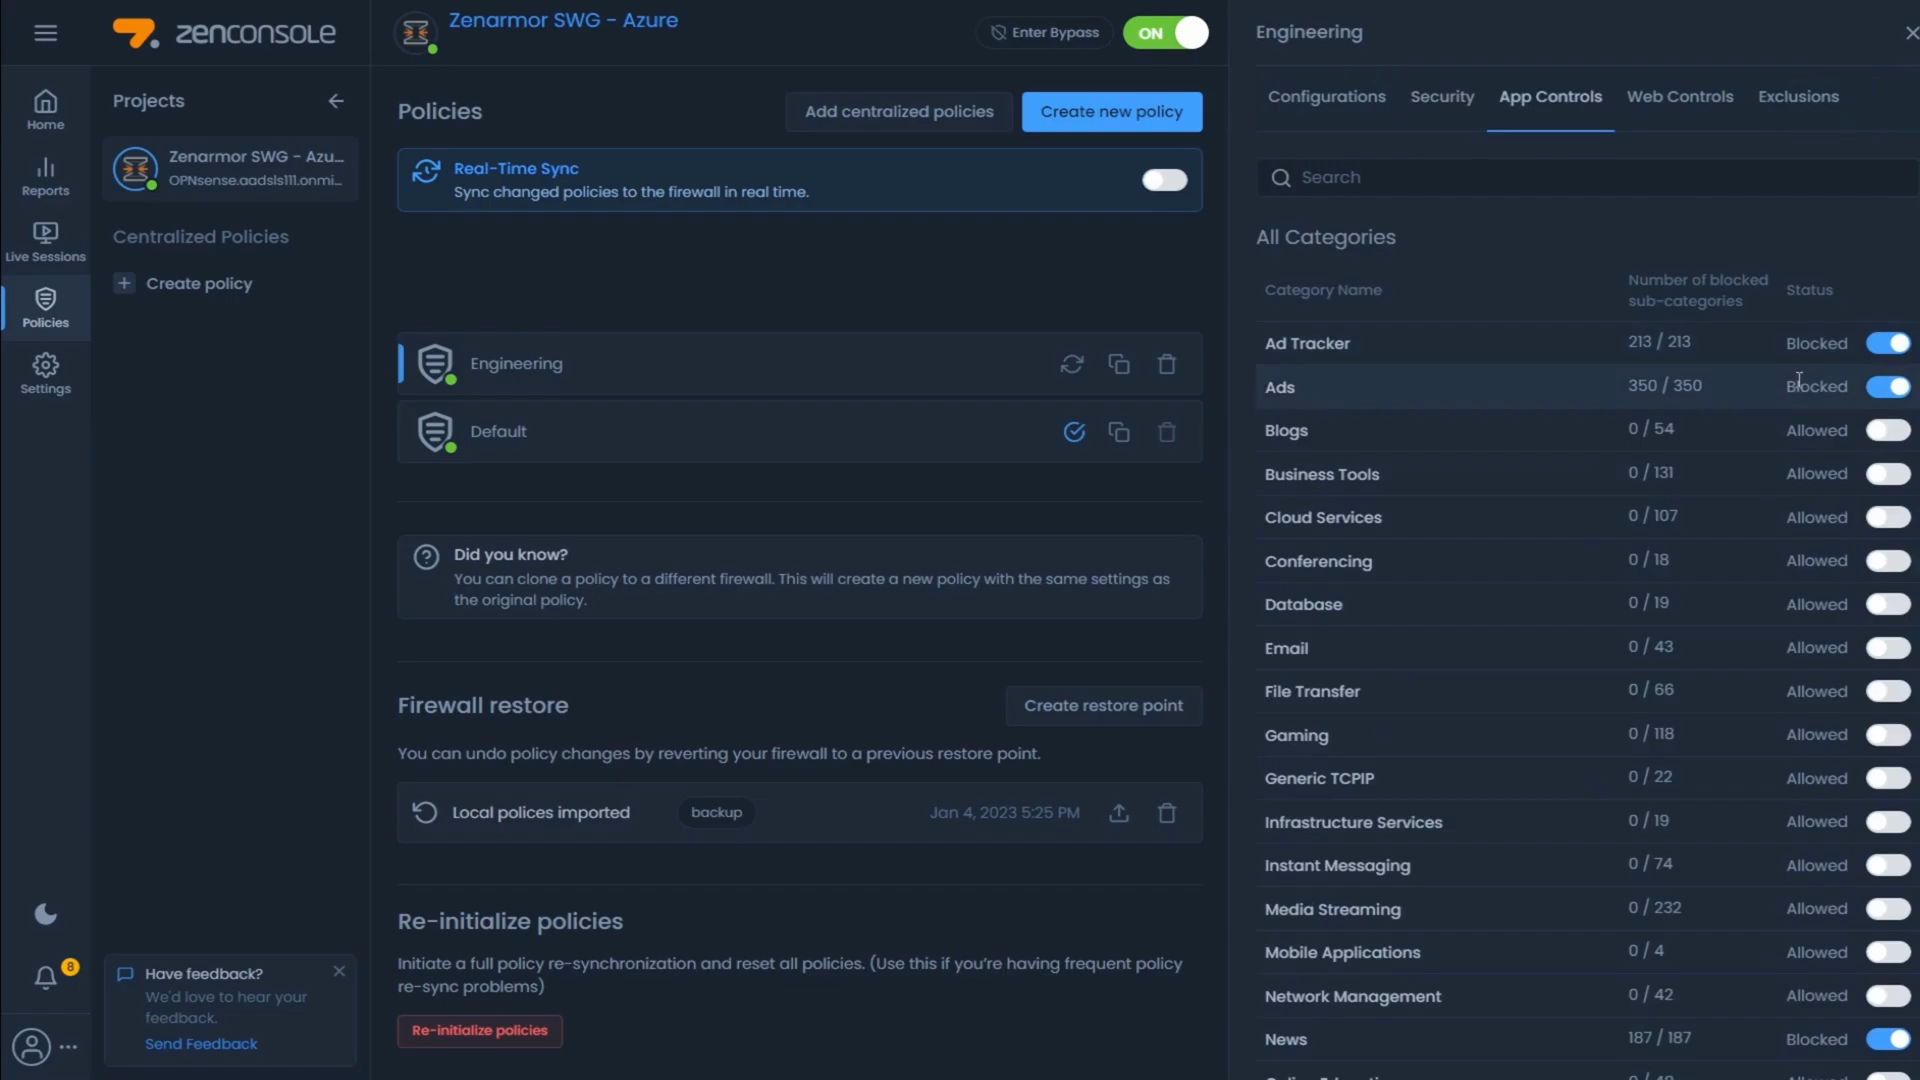 zenconsole
Home
Reports
Live Sessions
Policies
Settings
8
Projects
Zenarmor SWG - Azu...
OPNsense.aadsls111.onmi...
Centralized Policies
+ Create policy
Have feedback?
We'd love to hear your
feedback.
Send Feedback
Zenarmor SWG - Azure
Enter Bypass
ON
Policies
Add centralized policies
Create new policy
Real-Time Sync
Sync changed policies to the firewall in real time.
Engineering
Default
Did you know?
You can clone a policy to a different firewall. This will create a new policy with the same settings as
the original policy.
Firewall restore
Create restore point
You can undo policy changes by reverting your firewall to a previous restore point.
Local polices imported backup Jan 4, 2023 5:25 PM
Re-initialize policies
Initiate a full policy re-synchronization and reset all policies. (Use this if you're having frequent policy
re-sync problems)
Re-initialize policies
Engineering
Configurations Security App Controls Web Controls Exclusions
Search
All Categories
Category Name Number of blocked sub-categories Status
Ad Tracker 213 / 213 Blocked
Ads 350 / 350 Blocked
Blogs 0 / 54 Allowed
Business Tools 0 / 131 Allowed
Cloud Services 0 / 107 Allowed
Conferencing 0 / 18 Allowed
Database 0 / 19 Allowed
Email 0 / 43 Allowed
File Transfer 0 / 66 Allowed
Gaming 0 / 118 Allowed
Generic TCPIP 0 / 22 Allowed
Infrastructure Services 0 / 19 Allowed
Instant Messaging 0 / 74 Allowed
Media Streaming 0 / 232 Allowed
Mobile Applications 0 / 4 Allowed
Network Management 0 / 42 Allowed
News 187 / 187 Blocked